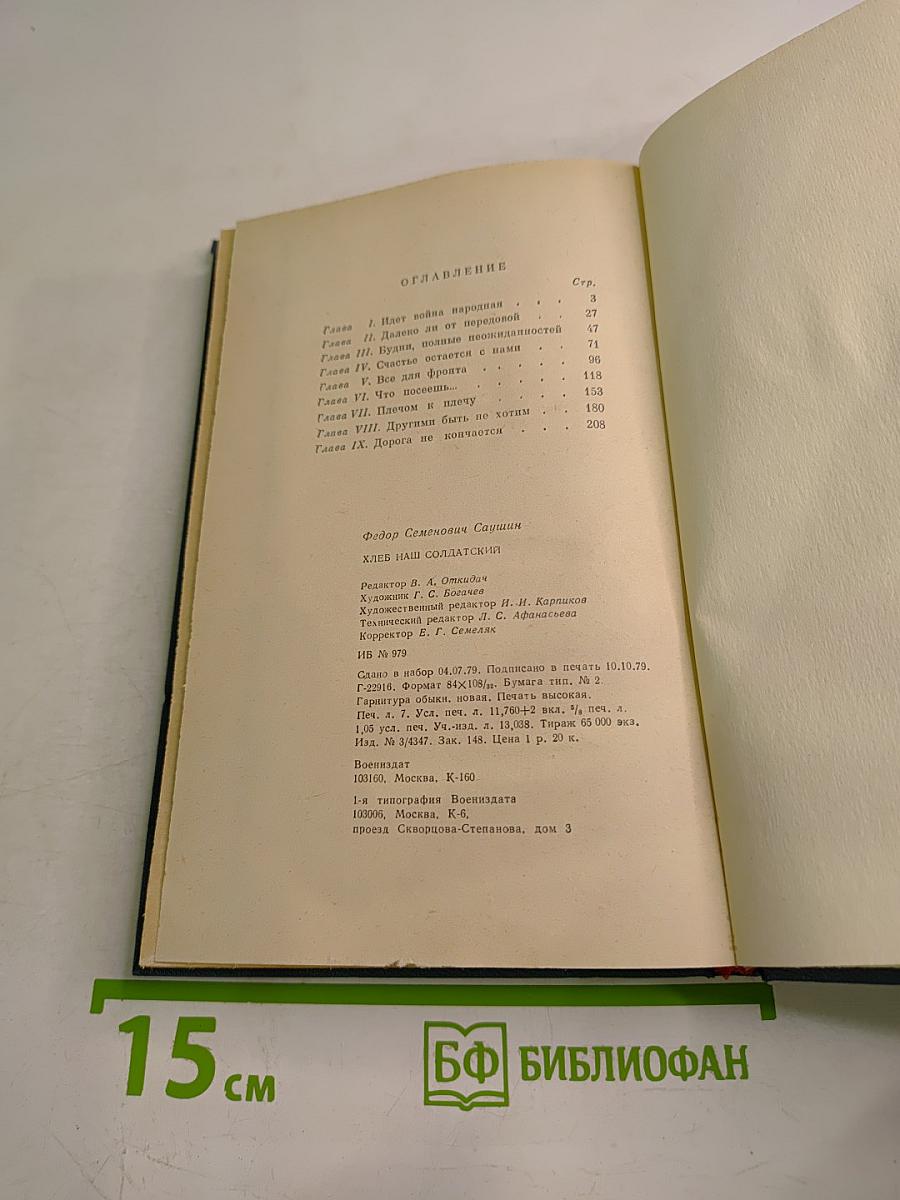 ОГЛАВЛЕНИЕ
Стр.
Глава I. Идет война народная . . . 3
Глава II. Далеко ли от передовой . . 27
Глава III. Будни, полные неожиданностей 47
Глава IV. Счастье остается с нами . . 71
Глава V. Все для фронта . . . . . 96
Глава VI. Что посеешь... . . . . . 118
Глава VII. Плечом к плечу . . . . 153
Глава VIII. Другими быть не хотим . . 180
Глава IX. Дорога не кончается . . . 208
Федор Семенович Саушин
ХЛЕБ НАШ СОЛДАТСКИЙ
Редактор В. А. Откидач
Художник Г. С. Богачев
Художественный редактор И. И. Карпиков
Технический редактор Л. С. Афанасьева
Корректор Е. Г. Семеляк
ИБ № 979
Сдано в набор 04.07.79. Подписано в печать 10.10.79.
Г-22916. Формат 84×108/32. Бумага тип. № 2.
Гарнитура обыкн. новая. Печать высокая.
Печ. л. 7. Усл. печ. л. 11,760+2 вкл. 5/8 печ. л.
1,05 усл. печ. Уч.-изд. л. 13,038. Тираж 65 000 экз.
Изд. № 3/4347. Зак. 148. Цена 1 р. 20 к.
Воениздат
103160, Москва, К-160
1-я типография Воениздата
103006, Москва, К-6,
проезд Скворцова-Степанова, дом 3
15 см
БФ БИБЛИОФАН